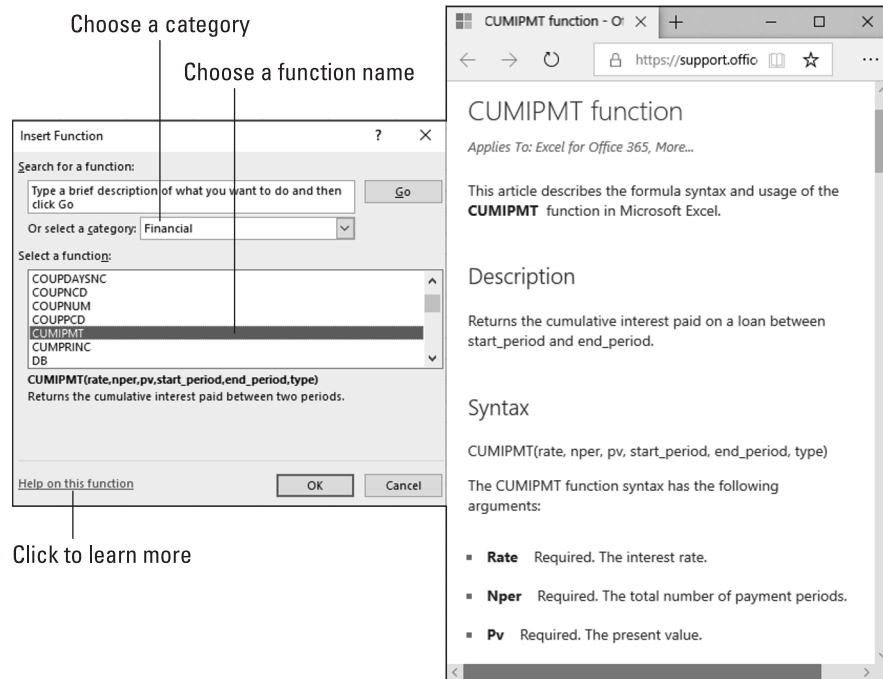 Choose a category
Choose a function name
Insert Function
?
Search for a function:
Type a brief description of what you want to do and then
click Go
Go
Or select a category:
Financial
Select a function:
COUPDAYSNC
COUPNCD
COUPNUM
COUPPCD
CUMIPMT
CUMPRINC
DB
CUMIPMT(rate,nper,pv,start_period,end_period,type)
Returns the cumulative interest paid between two periods.
Help on this function
OK
Cancel
Click to learn more
CUMIPMT function - Of
https://support.offic
CUMIPMT function
Applies To: Excel for Office 365, More...
This article describes the formula syntax and usage of the
CUMIPMT function in Microsoft Excel.
Description
Returns the cumulative interest paid on a loan between
start_period and end_period.
Syntax
CUMIPMT(rate, nper, pv, start_period, end_period, type)
The CUMIPMT function syntax has the following
arguments:
Rate Required. The interest rate.
Nper Required. The total number of payment periods.
Pv Required. The present value.